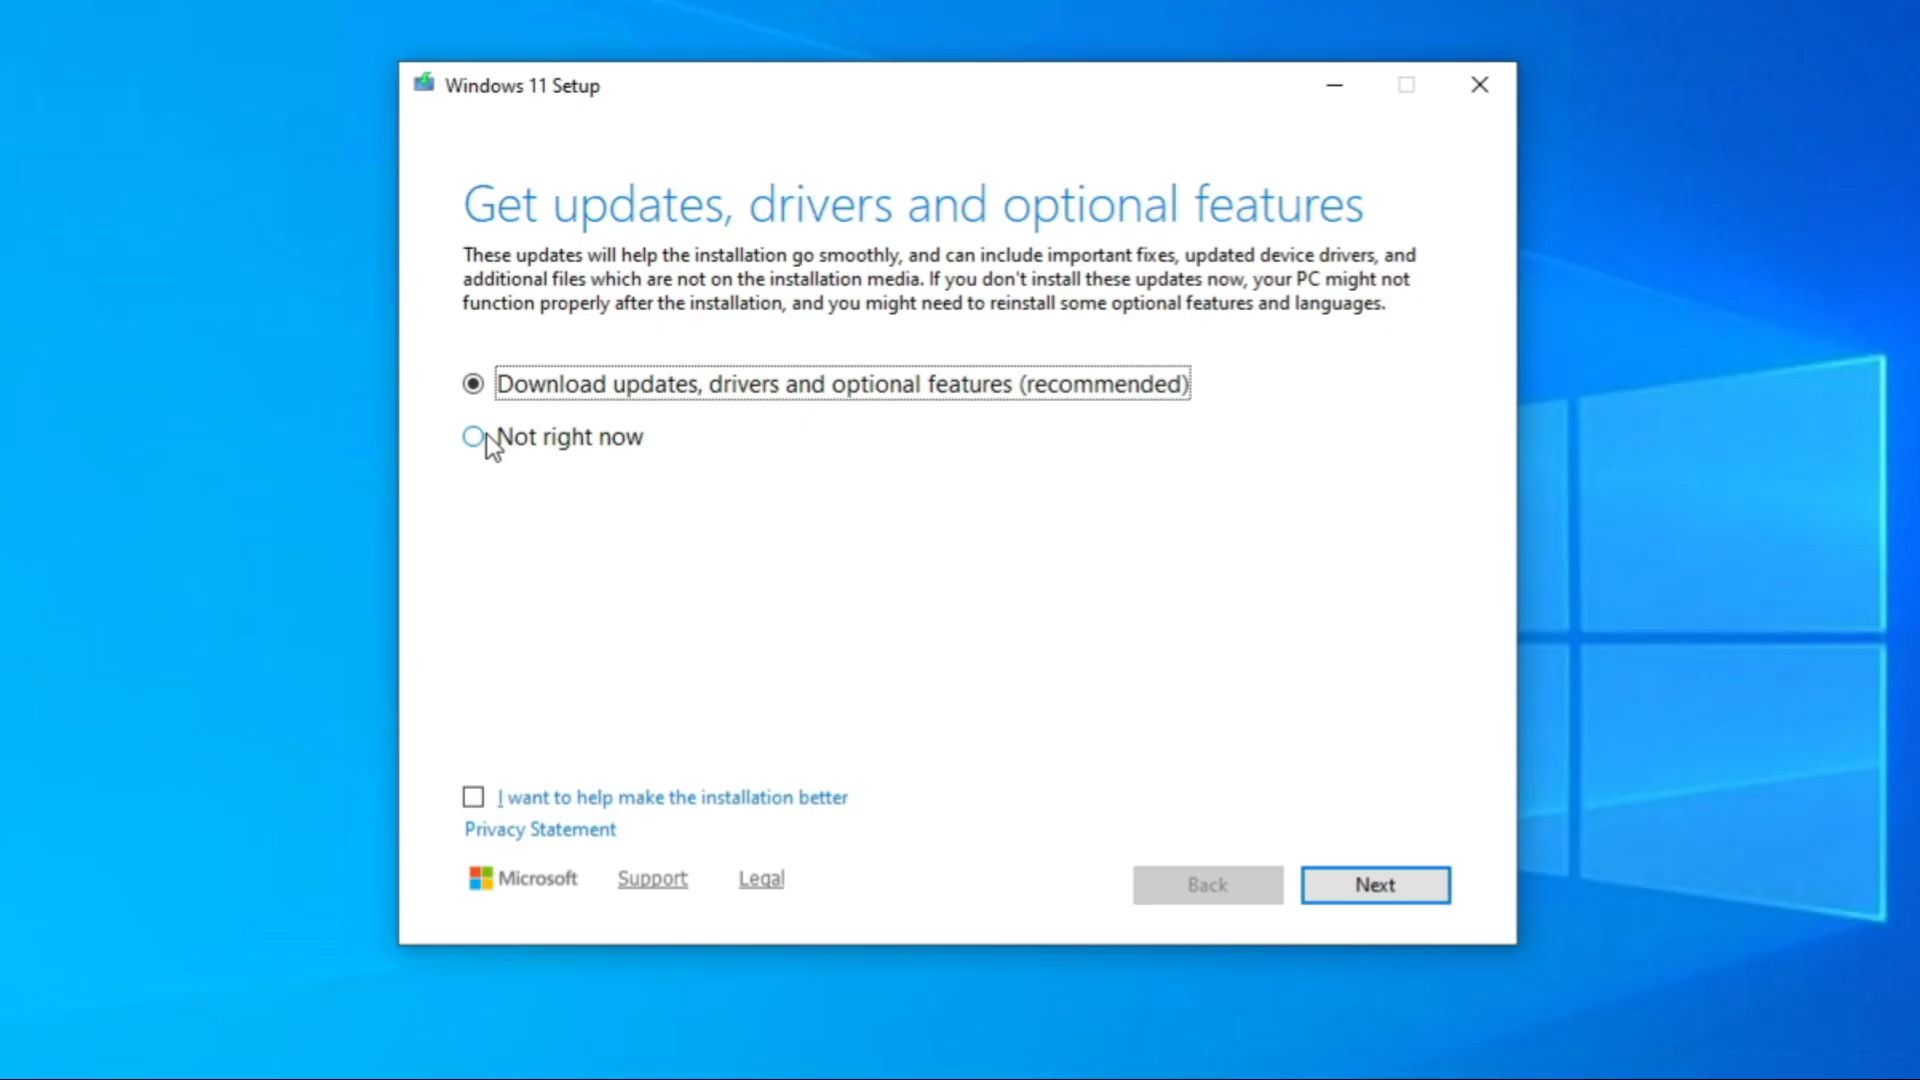 Windows 11 Setup
Get updates, drivers and optional features
These updates will help the installation go smoothly, and can include important fixes, updated device drivers, and
additional files which are not on the installation media. If you don't install these updates now, your PC might not
function properly after the installation, and you might need to reinstall some optional features and languages.
Download updates, drivers and optional features (recommended)
Not right now
I want to help make the installation better
Privacy Statement
Microsoft Support Legal Back Next